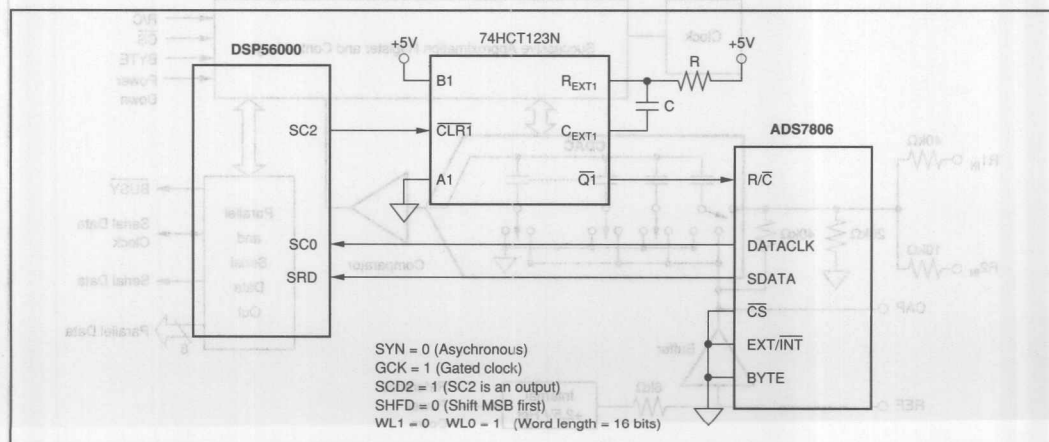 DSP56000
74HCT123N
+5V
+5V
R
B1
R_EXT1
C
SC2
CLR1
C_EXT1
ADS7806
A1
Q1
R/C
SC0
DATACLK
SRD
SDATA
CS
EXT/INT
BYTE
SYN = 0 (Asychronous)
GCK = 1 (Gated clock)
SCD2 = 1 (SC2 is an output)
SHFD = 0 (Shift MSB first)
WL1 = 0 WL0 = 1 (Word length = 16 bits)